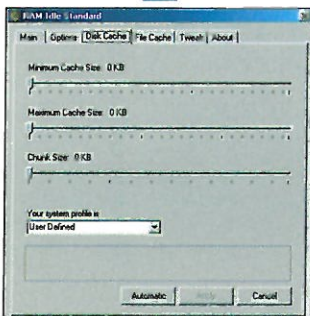 RAM Idle Standard
Main Options Disk Cache File Cache Tweak About
Minimum Cache Size: 0 KB
Maximum Cache Size: 0 KB
Chunk Size: 0 KB
Your system profile is
User Defined
Automatic Apply Cancel